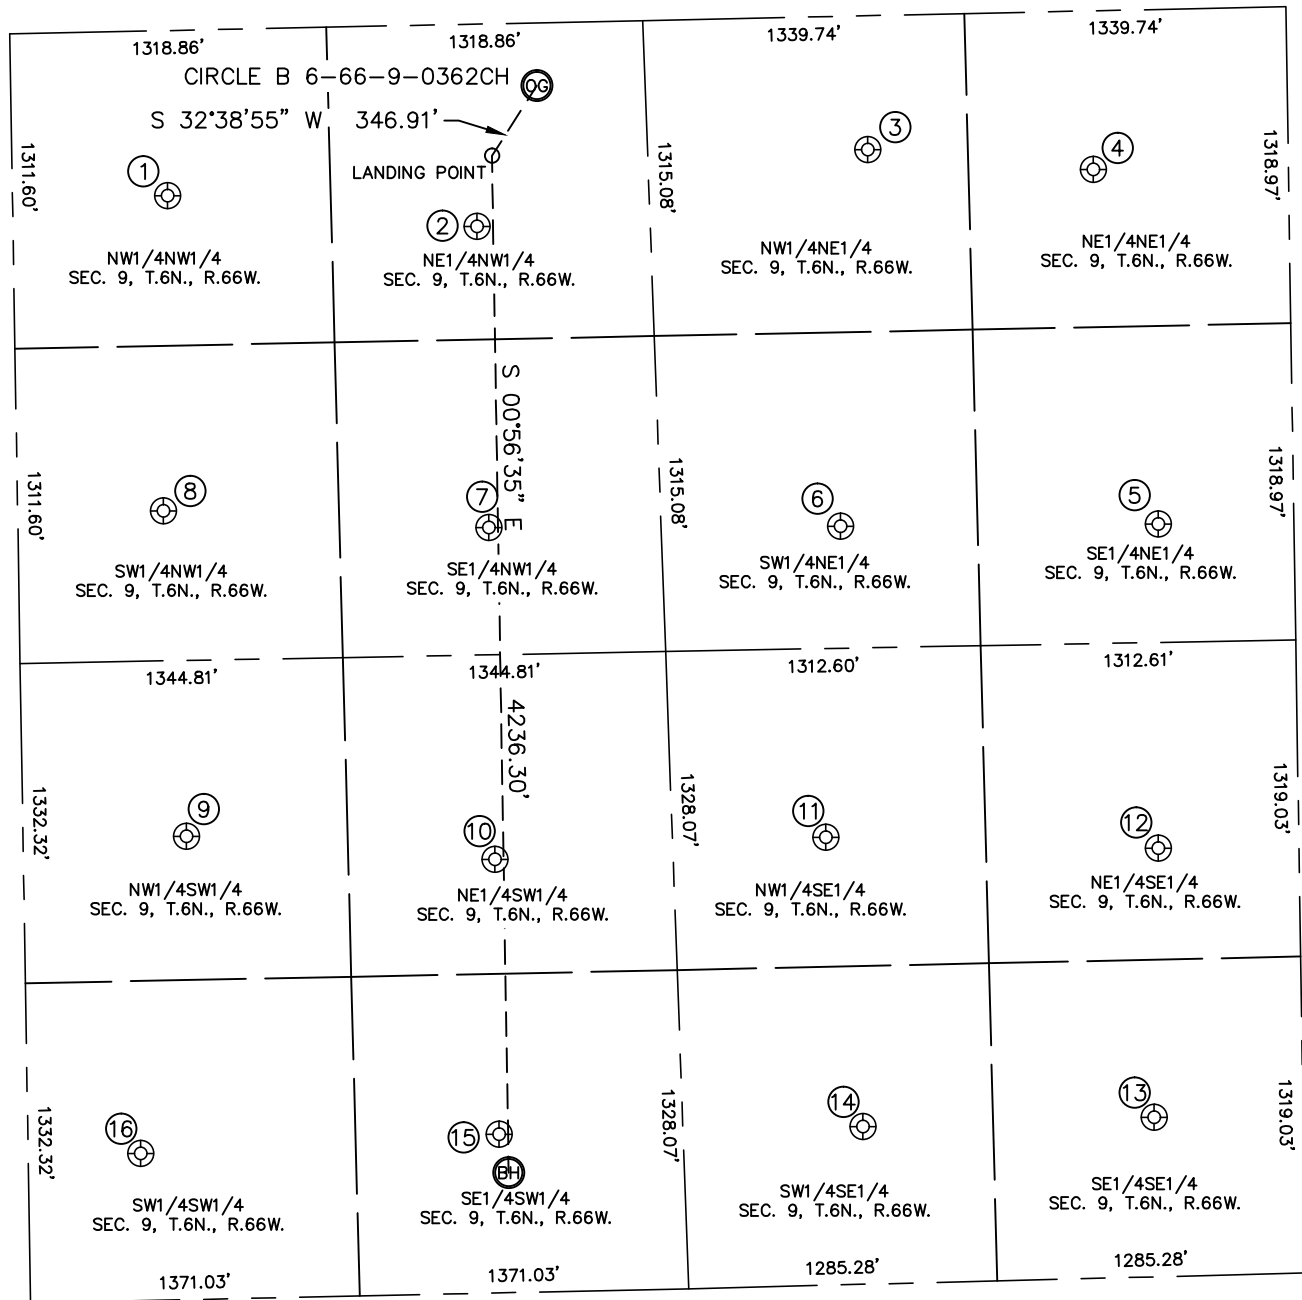 1318.86'
1318.86'
1339.74'
1339.74'
CIRCLE B 6-66-9-0362CH
OG
S 32°38'55" W 346.91'
LANDING POINT
1311.60'
1315.08'
1318.97'
1
2
3
4
NW1/4NW1/4
SEC. 9, T.6N., R.66W.
NE1/4NW1/4
SEC. 9, T.6N., R.66W.
NW1/4NE1/4
SEC. 9, T.6N., R.66W.
NE1/4NE1/4
SEC. 9, T.6N., R.66W.
S 00°56'35" E
4236.30'
1311.60'
1315.08'
1318.97'
8
7
6
5
SW1/4NW1/4
SEC. 9, T.6N., R.66W.
SE1/4NW1/4
SEC. 9, T.6N., R.66W.
SW1/4NE1/4
SEC. 9, T.6N., R.66W.
SE1/4NE1/4
SEC. 9, T.6N., R.66W.
1344.81'
1344.81'
1312.60'
1312.61'
1332.32'
1328.07'
1319.03'
9
10
11
12
NW1/4SW1/4
SEC. 9, T.6N., R.66W.
NE1/4SW1/4
SEC. 9, T.6N., R.66W.
NW1/4SE1/4
SEC. 9, T.6N., R.66W.
NE1/4SE1/4
SEC. 9, T.6N., R.66W.
1332.32'
1328.07'
1319.03'
16
15
14
13
BH
SW1/4SW1/4
SEC. 9, T.6N., R.66W.
SE1/4SW1/4
SEC. 9, T.6N., R.66W.
SW1/4SE1/4
SEC. 9, T.6N., R.66W.
SE1/4SE1/4
SEC. 9, T.6N., R.66W.
1371.03'
1371.03'
1285.28'
1285.28'